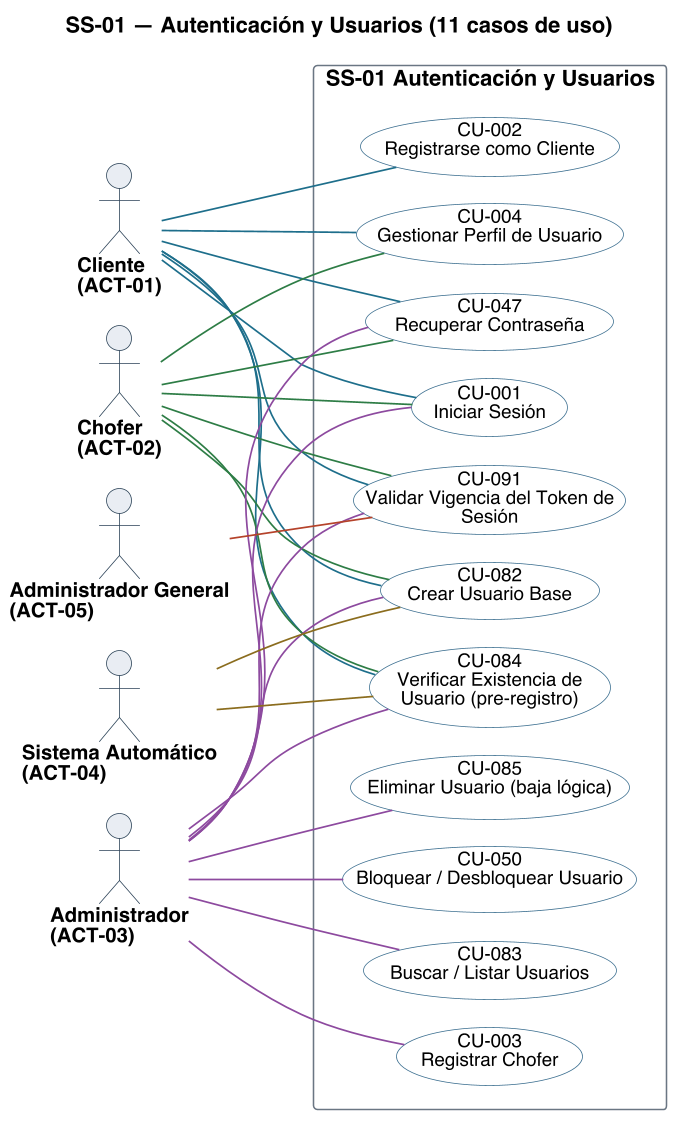 SS-01 — Autenticación y Usuarios (11 casos de uso)
SS-01 Autenticación y Usuarios
CU-002
Registrarse como Cliente
CU-004
Gestionar Perfil de Usuario
Cliente
(ACT-01)
CU-047
Recuperar Contraseña
CU-001
Iniciar Sesión
Chofer
(ACT-02)
CU-091
Validar Vigencia del Token de
Sesión
CU-082
Crear Usuario Base
Administrador General
(ACT-05)
CU-084
Verificar Existencia de
Usuario (pre-registro)
Sistema Automático
(ACT-04)
CU-085
Eliminar Usuario (baja lógica)
CU-050
Bloquear / Desbloquear Usuario
Administrador
(ACT-03)
CU-083
Buscar / Listar Usuarios
CU-003
Registrar Chofer